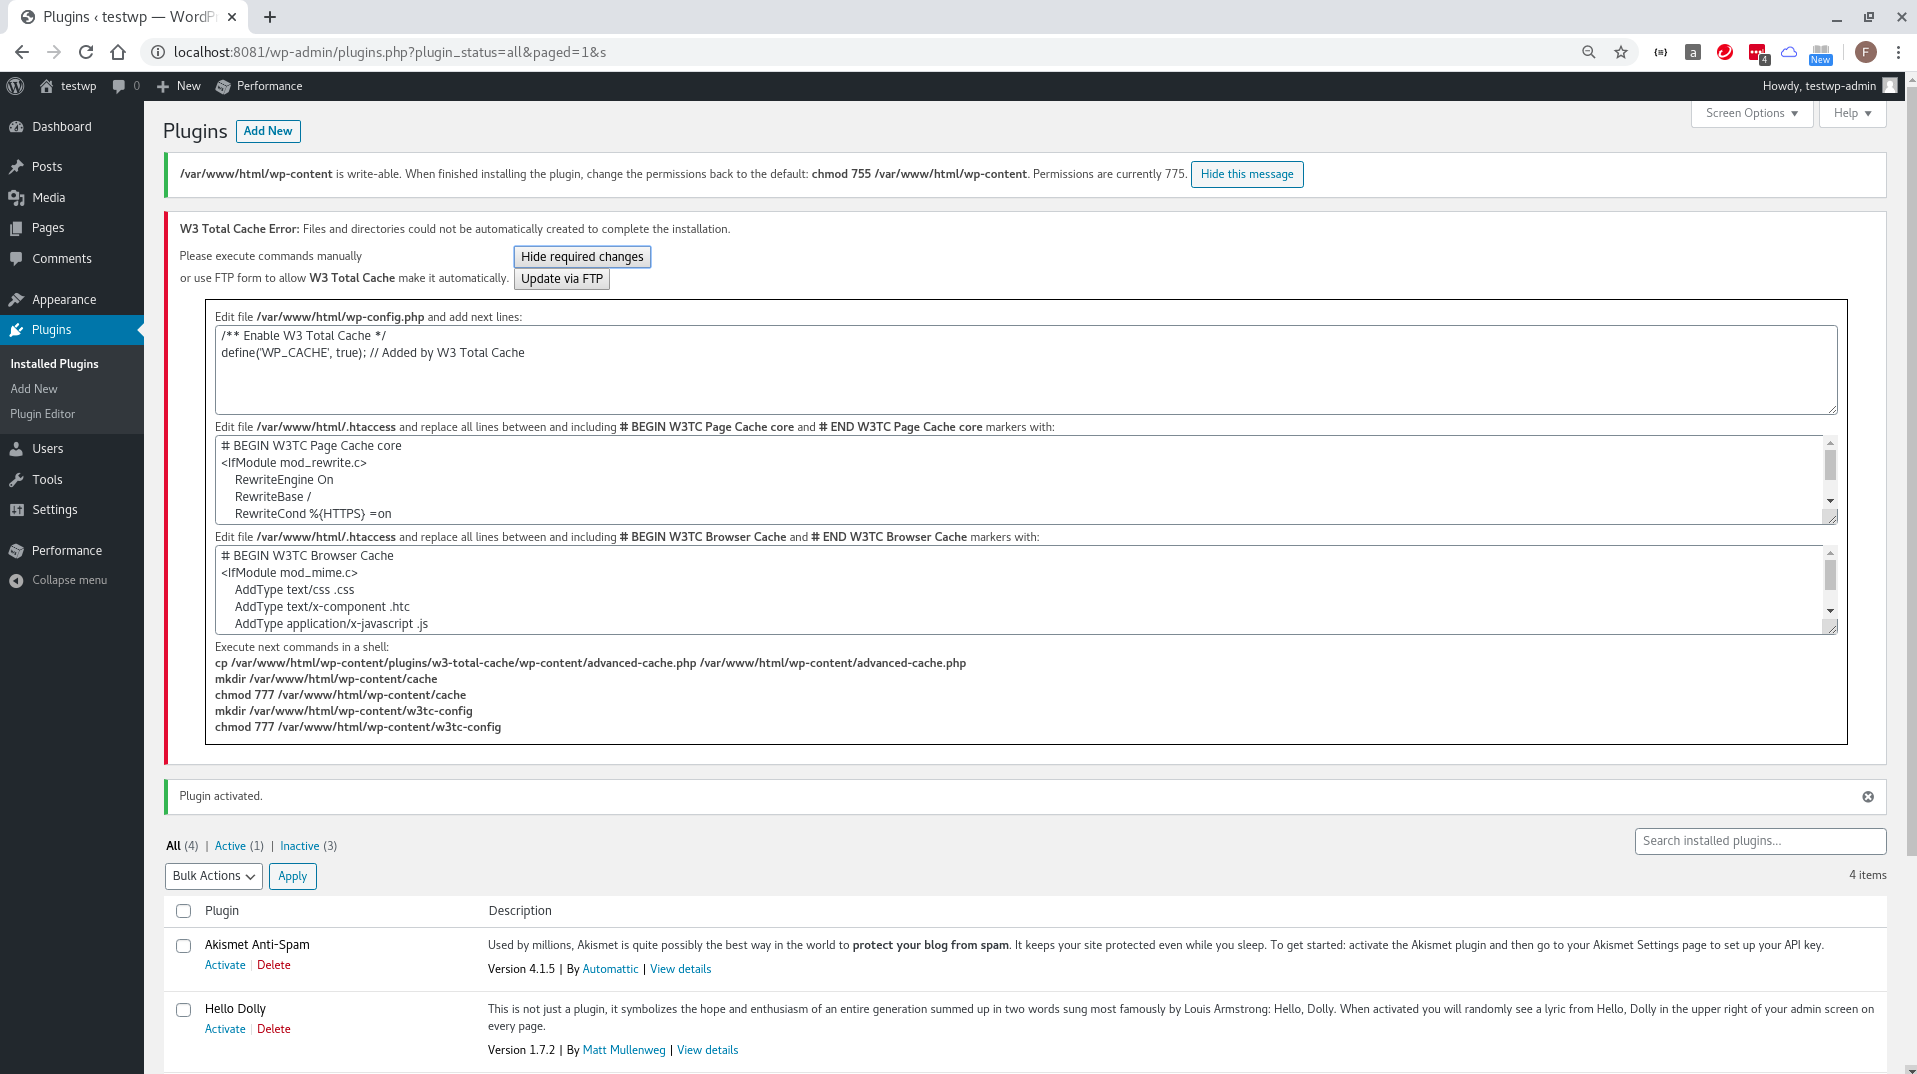 Plugins ‹ testwp — WordPr
localhost:8081/wp-admin/plugins.php?plugin_status=all&paged=1&s
a
4
New
F
testwp
0
New
Performance
Howdy, testwp-admin
Dashboard
Posts
Media
Pages
Comments
Appearance
Plugins
Installed Plugins
Add New
Plugin Editor
Users
Tools
Settings
Performance
Collapse menu
Screen Options
Help
Plugins
Add New
/var/www/html/wp-content is write-able. When finished installing the plugin, change the permissions back to the default: chmod 755 /var/www/html/wp-content. Permissions are currently 775.
Hide this message
W3 Total Cache Error: Files and directories could not be automatically created to complete the installation.
Please execute commands manually
Hide required changes
or use FTP form to allow W3 Total Cache make it automatically.
Update via FTP
Edit file /var/www/html/wp-config.php and add next lines:
/** Enable W3 Total Cache */
define('WP_CACHE', true); // Added by W3 Total Cache
Edit file /var/www/html/.htaccess and replace all lines between and including # BEGIN W3TC Page Cache core and # END W3TC Page Cache core markers with:
# BEGIN W3TC Page Cache core
<IfModule mod_rewrite.c>
RewriteEngine On
RewriteBase /
RewriteCond %{HTTPS} =on
Edit file /var/www/html/.htaccess and replace all lines between and including # BEGIN W3TC Browser Cache and # END W3TC Browser Cache markers with:
# BEGIN W3TC Browser Cache
<IfModule mod_mime.c>
AddType text/css .css
AddType text/x-component .htc
AddType application/x-javascript .js
Execute next commands in a shell:
cp /var/www/html/wp-content/plugins/w3-total-cache/wp-content/advanced-cache.php /var/www/html/wp-content/advanced-cache.php
mkdir /var/www/html/wp-content/cache
chmod 777 /var/www/html/wp-content/cache
mkdir /var/www/html/wp-content/w3tc-config
chmod 777 /var/www/html/wp-content/w3tc-config
Plugin activated.
All (4) | Active (1) | Inactive (3)
Search installed plugins...
Bulk Actions
Apply
4 items
Plugin
Description
Akismet Anti-Spam
Activate | Delete
Used by millions, Akismet is quite possibly the best way in the world to protect your blog from spam. It keeps your site protected even while you sleep. To get started: activate the Akismet plugin and then go to your Akismet Settings page to set up your API key.
Version 4.1.5 | By Automattic | View details
Hello Dolly
Activate | Delete
This is not just a plugin, it symbolizes the hope and enthusiasm of an entire generation summed up in two words sung most famously by Louis Armstrong: Hello, Dolly. When activated you will randomly see a lyric from Hello, Dolly in the upper right of your admin screen on
every page.
Version 1.7.2 | By Matt Mullenweg | View details